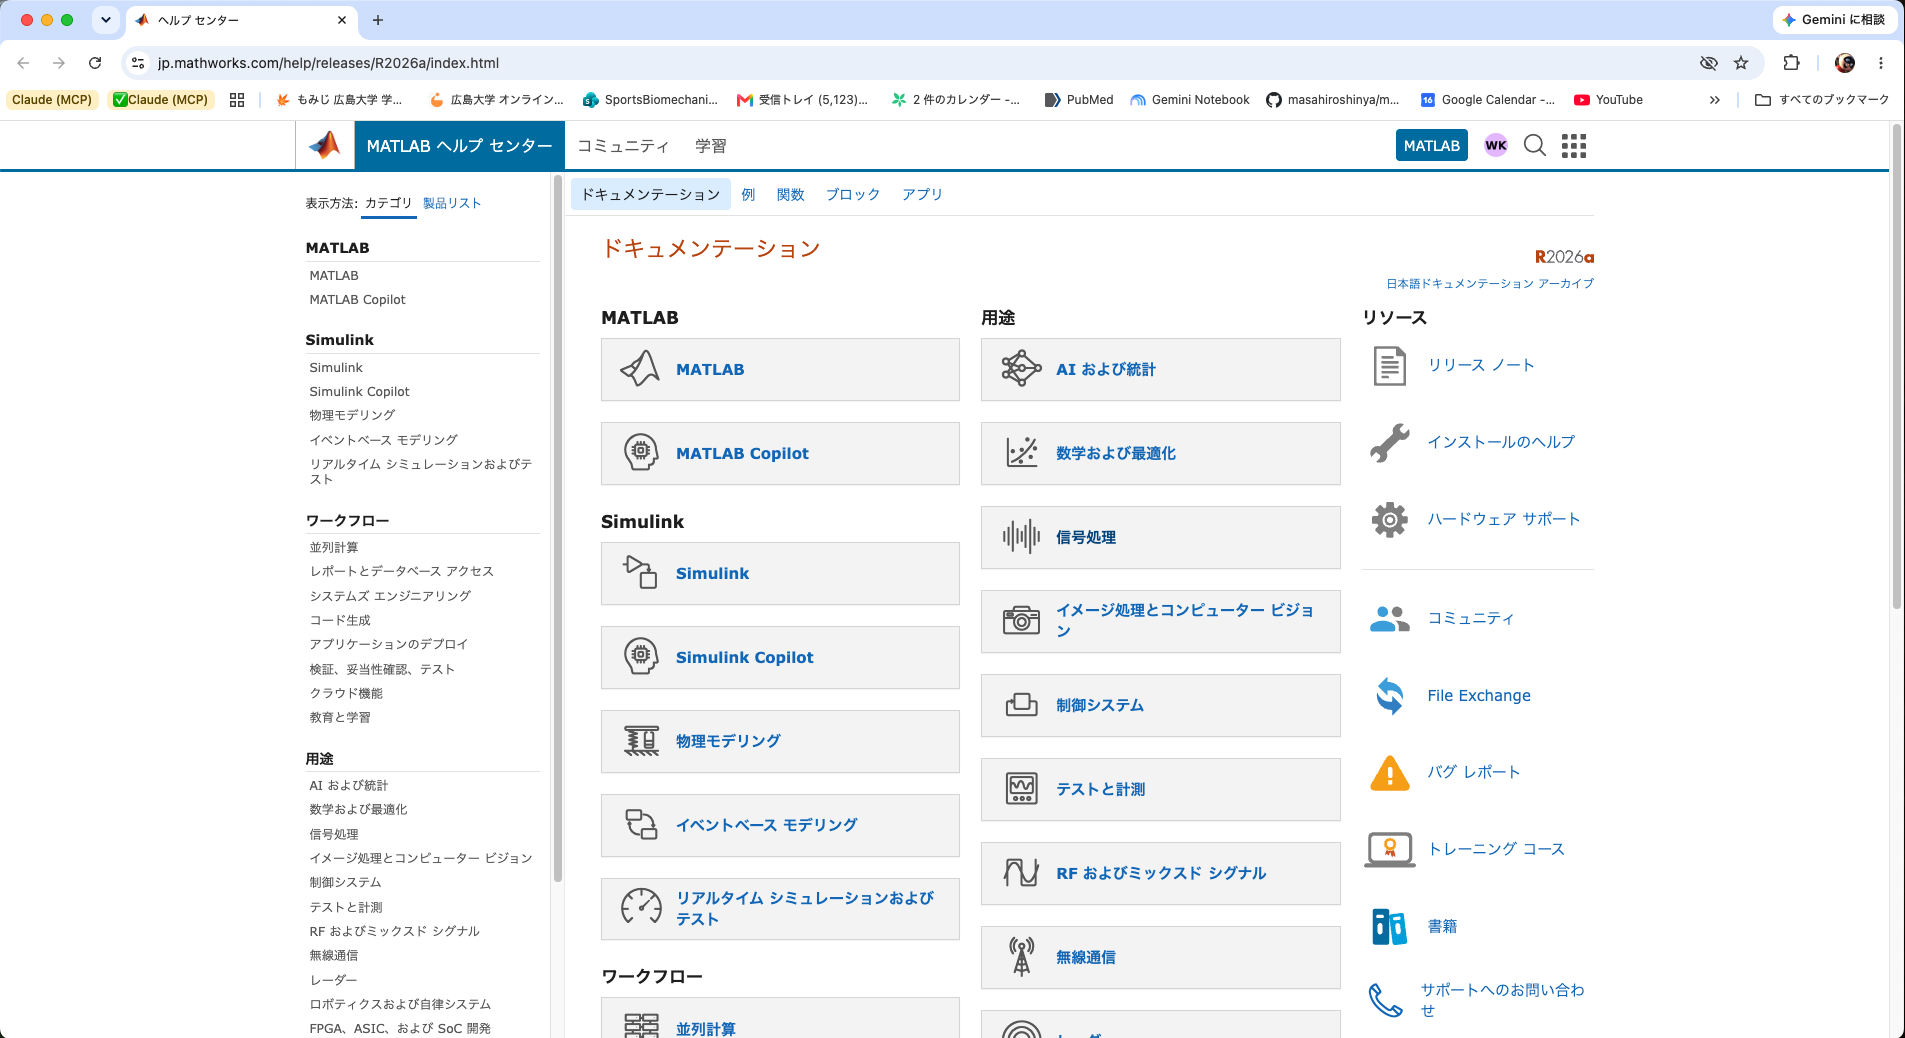 ヘルプ センター
Gemini に相談
jp.mathworks.com/help/releases/R2026a/index.html
Claude (MCP)
✅Claude (MCP)
もみじ 広島大学 学...
広島大学 オンライン...
SportsBiomechani...
受信トレイ (5,123)...
2 件のカレンダー -...
PubMed
Gemini Notebook
masahiroshinya/m...
16
Google Calendar -...
YouTube
»
すべてのブックマーク
MATLAB ヘルプ センター
コミュニティ
学習
MATLAB
WK
表示方法:
カテゴリ
製品リスト
MATLAB
MATLAB
MATLAB Copilot
Simulink
Simulink
Simulink Copilot
物理モデリング
イベントベース モデリング
リアルタイム シミュレーションおよびテ
スト
ワークフロー
並列計算
レポートとデータベース アクセス
システムズ エンジニアリング
コード生成
アプリケーションのデプロイ
検証、妥当性確認、テスト
クラウド機能
教育と学習
用途
AI および統計
数学および最適化
信号処理
イメージ処理とコンピューター ビジョン
制御システム
テストと計測
RF およびミックスド シグナル
無線通信
レーダー
ロボティクスおよび自律システム
FPGA、ASIC、および SoC 開発
ドキュメンテーション
例
関数
ブロック
アプリ
ドキュメンテーション
R2026a
日本語ドキュメンテーション アーカイブ
MATLAB
MATLAB
MATLAB Copilot
Simulink
Simulink
Simulink Copilot
物理モデリング
イベントベース モデリング
リアルタイム シミュレーションおよび
テスト
ワークフロー
並列計算
用途
AI および統計
数学および最適化
信号処理
イメージ処理とコンピューター ビジョ
ン
制御システム
テストと計測
RF およびミックスド シグナル
無線通信
リソース
リリース ノート
インストールのヘルプ
ハードウェア サポート
コミュニティ
File Exchange
バグ レポート
トレーニング コース
書籍
サポートへのお問い合わ
せ